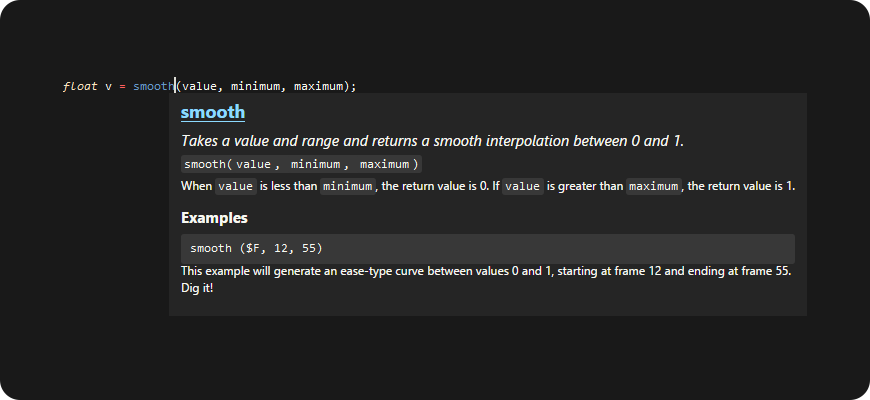 float v = smooth(value, minimum, maximum);
smooth
Takes a value and range and returns a smooth interpolation between 0 and 1.
smooth( value , minimum , maximum )
When value is less than minimum, the return value is 0. If value is greater than maximum, the return value is 1.
Examples
smooth ($F, 12, 55)
This example will generate an ease-type curve between values 0 and 1, starting at frame 12 and ending at frame 55.
Dig it!